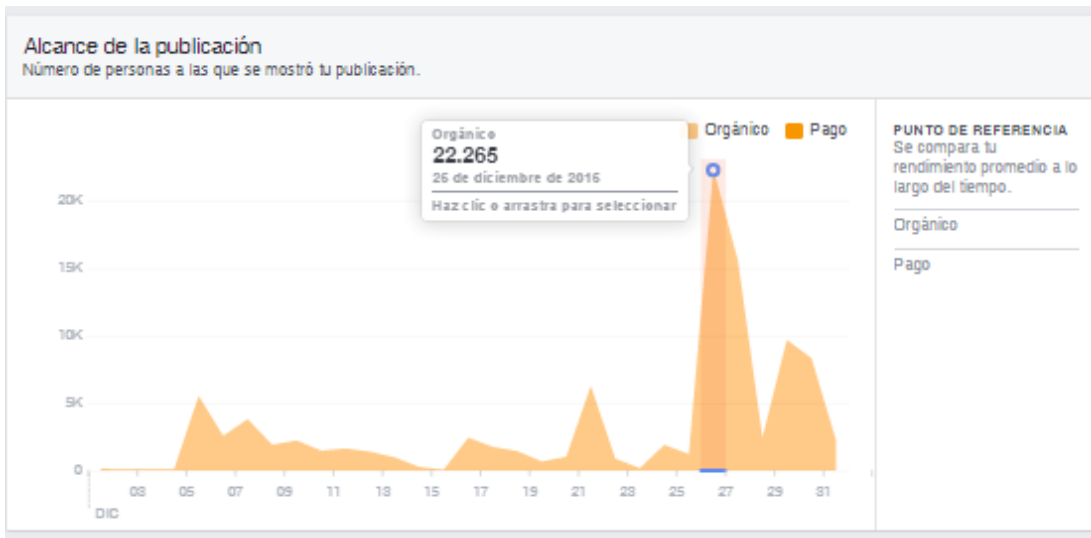 Alcance de la publicación
Número de personas a las que se mostró tu publicación.
Orgánico
22.265
26 de diciembre de 2016
Haz clic o arrastra para seleccionar
Orgánico
Pago
20K
15K
10K
5K
0
03 05 07 09 11 13 15 17 19 21 23 25 27 29 31
DIC
PUNTO DE REFERENCIA
Se compara tu
rendimiento promedio a lo
largo del tiempo.
Orgánico
Pago